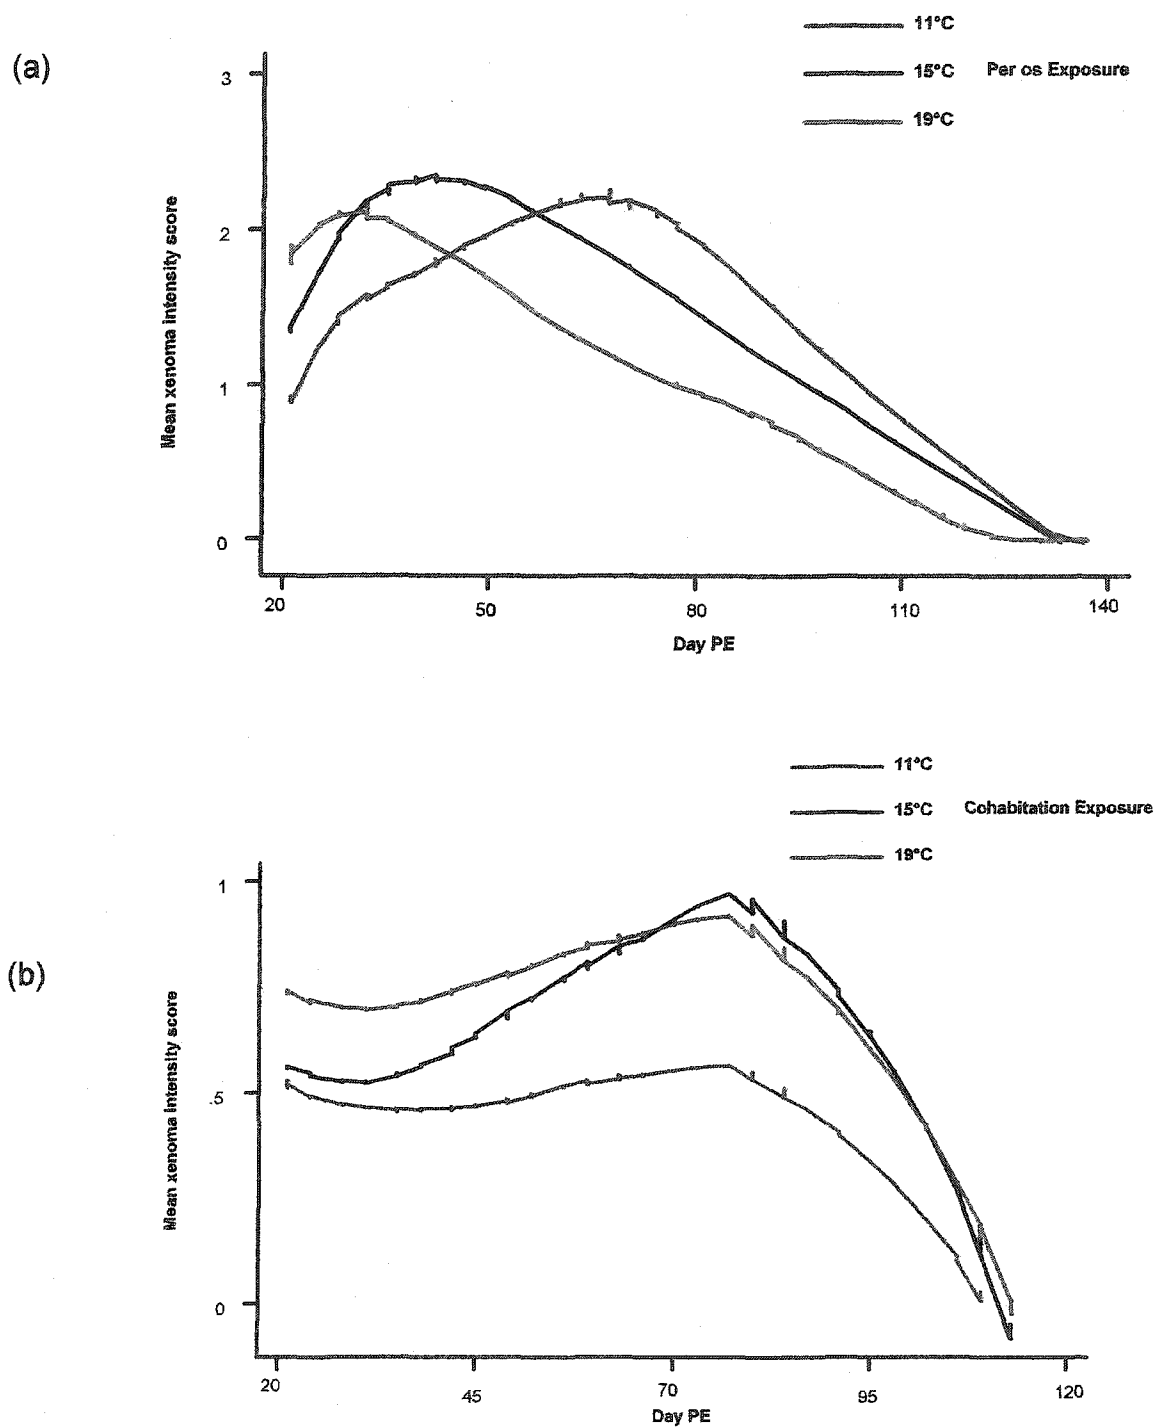 (a)
11°C
15°C Per os Exposure
19°C
3
2
1
0
Mean xenoma intensity score
20 50 80 110 140
Day PE
(b)
11°C
15°C Cohabitation Exposure
19°C
1
.5
0
Mean xenoma intensity score
20 45 70 95 120
Day PE